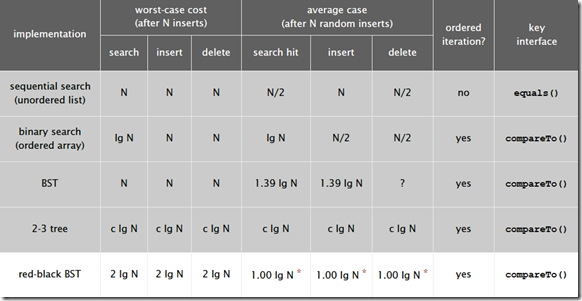 implementation
worst-case cost
(after N inserts)
average case
(after N random inserts)
ordered
iteration?
key
interface
search insert delete search hit insert delete
sequential search
(unordered list)
N N N N/2 N N/2 no equals()
binary search
(ordered array)
lg N N N lg N N/2 N/2 yes compareTo()
BST N N N 1.39 lg N 1.39 lg N ? yes compareTo()
2-3 tree c lg N c lg N c lg N c lg N c lg N c lg N yes compareTo()
red-black BST 2 lg N 2 lg N 2 lg N 1.00 lg N * 1.00 lg N * 1.00 lg N * yes compareTo()